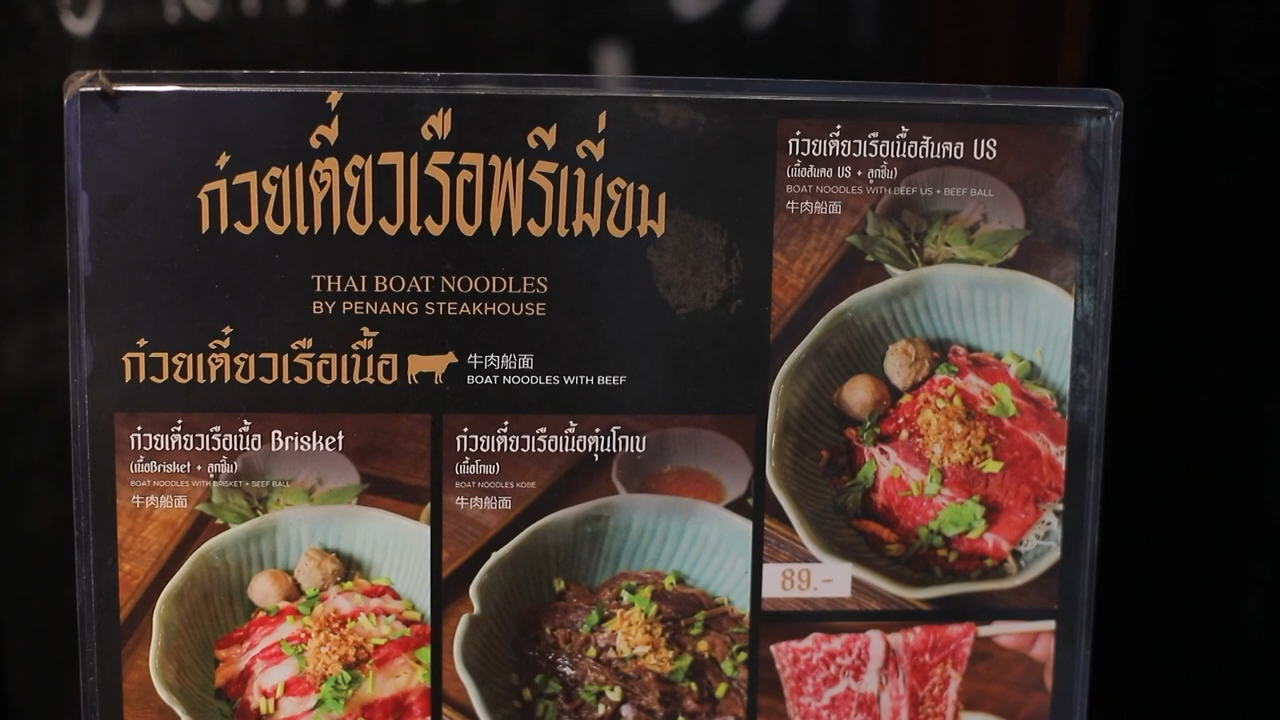 ก๋วยเตี๋ยวเรือพรีเมี่ยม
THAI BOAT NOODLES
BY PENANG STEAKHOUSE
ก๋วยเตี๋ยวเรือเนื้อ
牛肉船面
BOAT NOODLES WITH BEEF
ก๋วยเตี๋ยวเรือเนื้อ Brisket
(เนื้อBrisket + ลูกชิ้น)
BOAT NOODLES WITH BRISKET + BEEF BALL
牛肉船面
ก๋วยเตี๋ยวเรือเนื้อตุ๋นโกเบ
(เนื้อโกเบ)
BOAT NOODLES KOBE
牛肉船面
ก๋วยเตี๋ยวเรือเนื้อสันคอ US
(เนื้อสันคอ US + ลูกชิ้น)
BOAT NOODLES WITH BEEF US + BEEF BALL
牛肉船面
89.-